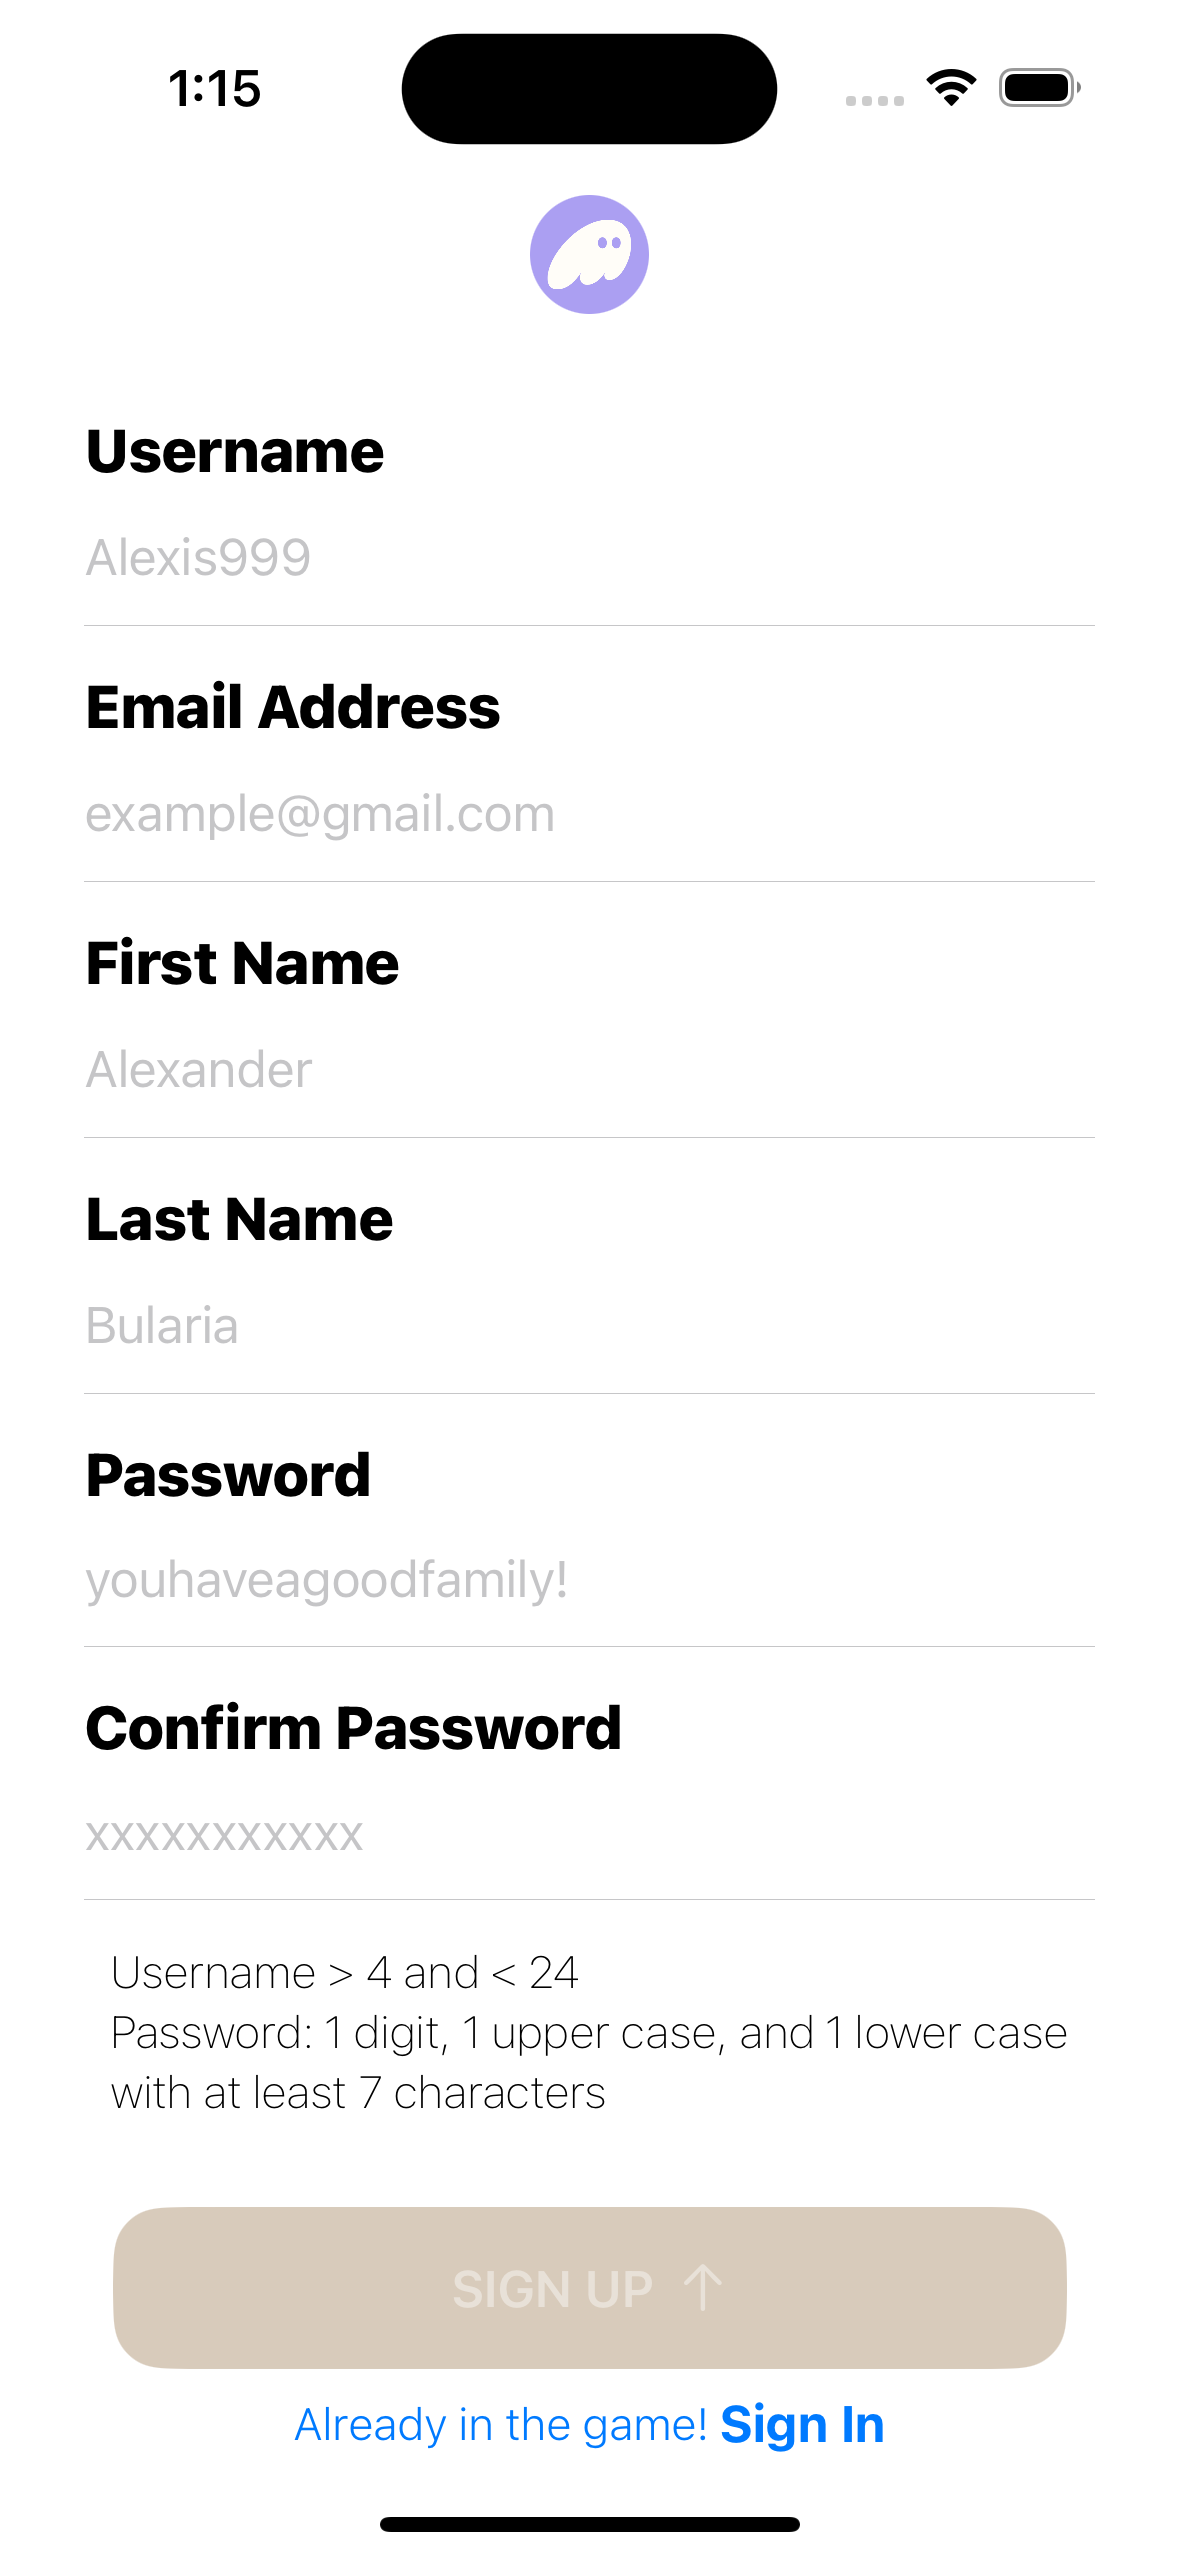 1:15
Username
Alexis999
Email Address
example@gmail.com
First Name
Alexander
Last Name
Bularia
Password
youhaveagoodfamily!
Confirm Password
xxxxxxxxxxx
Username > 4 and < 24
Password: 1 digit, 1 upper case, and 1 lower case
with at least 7 characters
SIGN UP ↑
Already in the game! Sign In